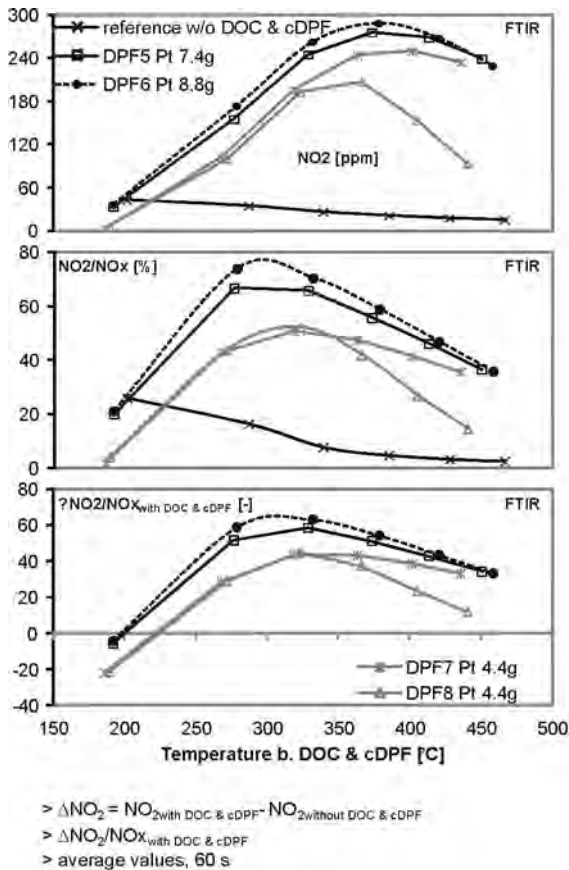 reference w/o DOC & cDPF
DPF5 Pt 7.4g
DPF6 Pt 8.8g
FTIR
NO2 [ppm]
300
240
180
120
60
0
NO2/NOx [%]
FTIR
80
60
40
20
0
?NO2/NOx with DOC & cDPF [-]
FTIR
80
60
40
20
0
-20
-40
DPF7 Pt 4.4g
DPF8 Pt 4.4g
150 200 250 300 350 400 450 500
Temperature b. DOC & cDPF [°C]
> ΔNO2 = NO2with DOC & cDPF- NO2without DOC & cDPF
> ΔNO2/NOxwith DOC & cDPF
> average values, 60 s